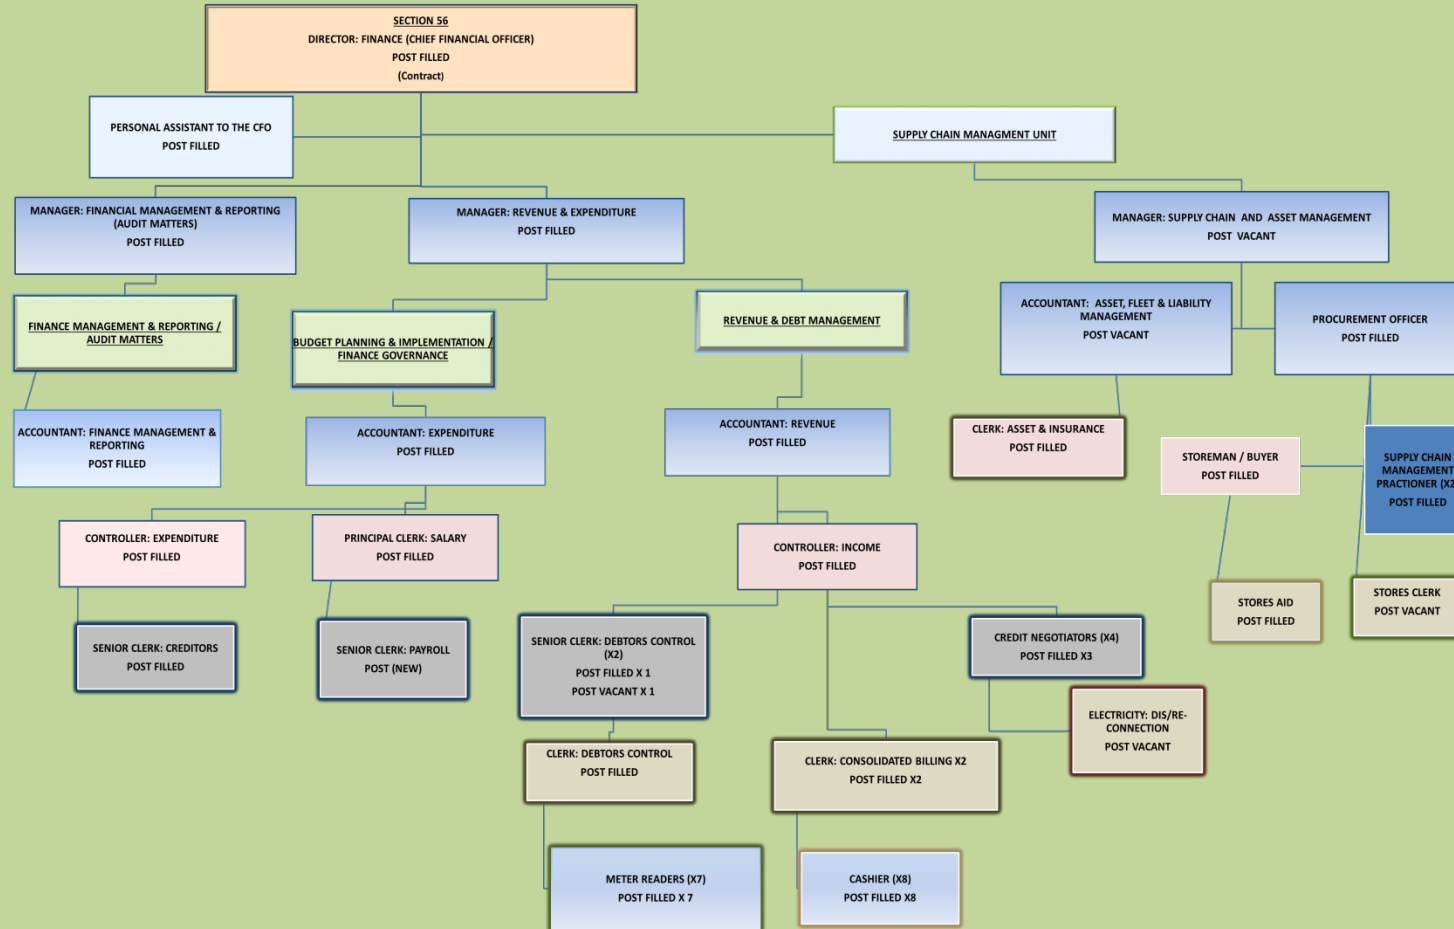 SECTION 56
DIRECTOR: FINANCE (CHIEF FINANCIAL OFFICER)
POST FILLED
(Contract)
PERSONAL ASSISTANT TO THE CFO
POST FILLED
SUPPLY CHAIN MANAGMENT UNIT
MANAGER: FINANCIAL MANAGEMENT & REPORTING
(AUDIT MATTERS)
POST FILLED
MANAGER: REVENUE & EXPENDITURE
POST FILLED
MANAGER: SUPPLY CHAIN AND ASSET MANAGEMENT
POST VACANT
FINANCE MANAGEMENT & REPORTING /
AUDIT MATTERS
BUDGET PLANNING & IMPLEMENTATION /
FINANCE GOVERNANCE
REVENUE & DEBT MANAGEMENT
ACCOUNTANT: ASSET, FLEET & LIABILITY
MANAGEMENT
POST VACANT
PROCUREMENT OFFICER
POST FILLED
ACCOUNTANT: FINANCE MANAGEMENT &
REPORTING
POST FILLED
ACCOUNTANT: EXPENDITURE
POST FILLED
ACCOUNTANT: REVENUE
POST FILLED
CLERK: ASSET & INSURANCE
POST FILLED
STOREMAN / BUYER
POST FILLED
SUPPLY CHAIN
MANAGEMENT
PRACTIONER (X2
POST FILLED
CONTROLLER: EXPENDITURE
POST FILLED
PRINCIPAL CLERK: SALARY
POST FILLED
CONTROLLER: INCOME
POST FILLED
STORES AID
POST FILLED
STORES CLERK
POST VACANT
SENIOR CLERK: CREDITORS
POST FILLED
SENIOR CLERK: PAYROLL
POST (NEW)
SENIOR CLERK: DEBTORS CONTROL
(X2)
POST FILLED X 1
POST VACANT X 1
CREDIT NEGOTIATORS (X4)
POST FILLED X3
ELECTRICITY: DIS/RE-
CONNECTION
POST VACANT
CLERK: DEBTORS CONTROL
POST FILLED
CLERK: CONSOLIDATED BILLING X2
POST FILLED X2
METER READERS (X7)
POST FILLED X 7
CASHIER (X8)
POST FILLED X8